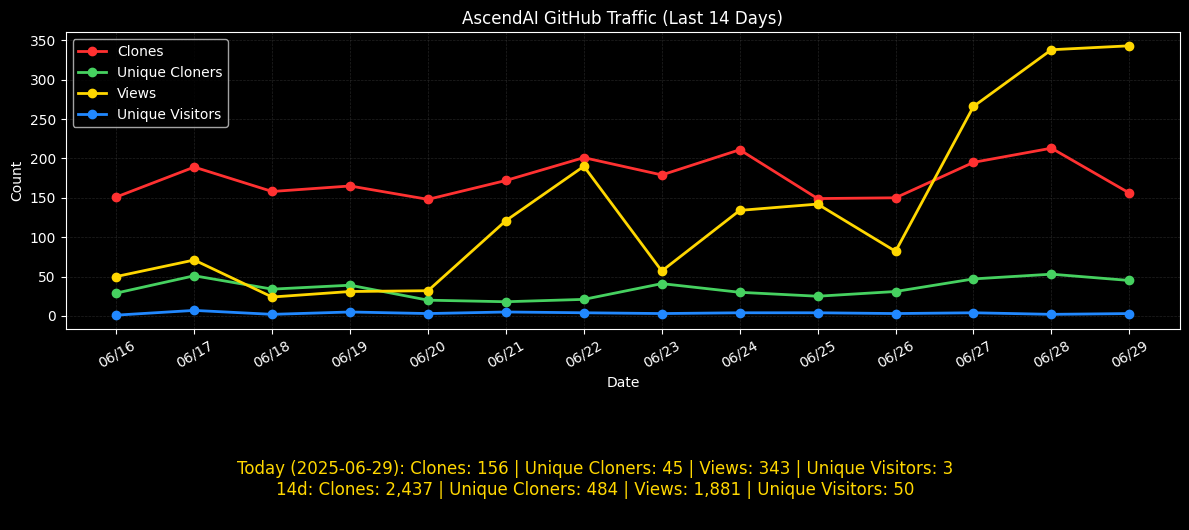 AscendAI GitHub Traffic (Last 14 Days)
Clones
Unique Cloners
Views
Unique Visitors
Count
350
300
250
200
150
100
50
0
06/16 06/17 06/18 06/19 06/20 06/21 06/22 06/23 06/24 06/25 06/26 06/27 06/28 06/29
Date
Today (2025-06-29): Clones: 156 | Unique Cloners: 45 | Views: 343 | Unique Visitors: 3
14d: Clones: 2,437 | Unique Cloners: 484 | Views: 1,881 | Unique Visitors: 50